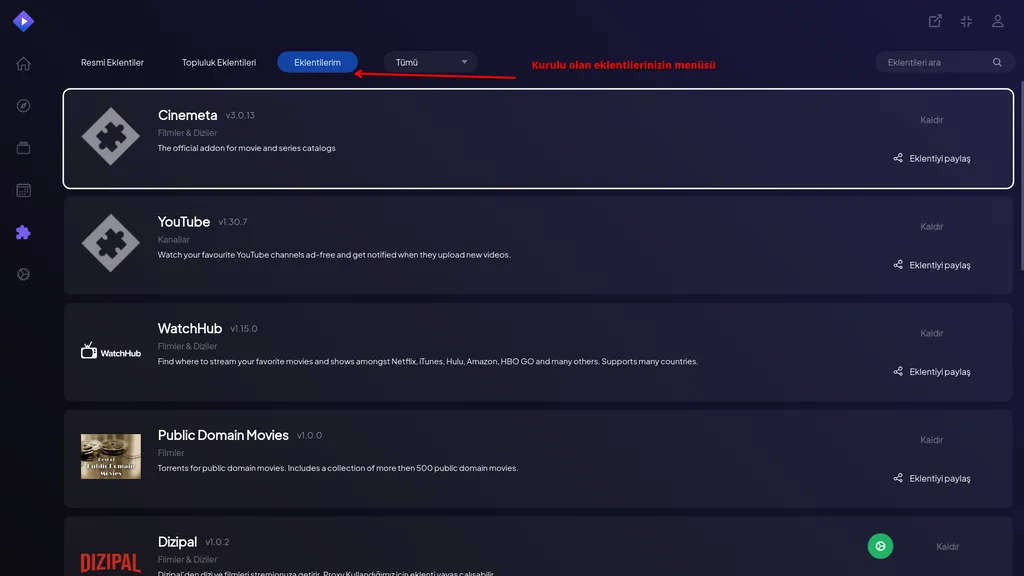 Resmi Eklentiler
Topluluk Eklentileri
Eklentilerim
Tümü
Kurulu olan eklentilerinizin menüsü
Eklentileri ara
Cinemeta v3.0.13
Filmler & Diziler
The official addon for movie and series catalogs
Kaldır
Eklentiyi paylaş
YouTube v1.30.7
Kanallar
Watch your favourite YouTube channels ad-free and get notified when they upload new videos.
Kaldır
Eklentiyi paylaş
WatchHub
WatchHub v1.15.0
Filmler & Diziler
Find where to stream your favorite movies and shows amongst Netflix, iTunes, Hulu, Amazon, HBO GO and many others. Supports many countries.
Kaldır
Eklentiyi paylaş
Best of
Public Domain
Movies
Public Domain Movies v1.0.0
Filmler
Torrents for public domain movies. Includes a collection of more then 500 public domain movies.
Kaldır
Eklentiyi paylaş
DIZIPAL
Dizipal v1.0.2
Filmler & Diziler
Dizipal'den dizi ve filmleri stremionuza getirir. Proxy Kullandığımız için eklenti yavaş çalışabilir.
Kaldır